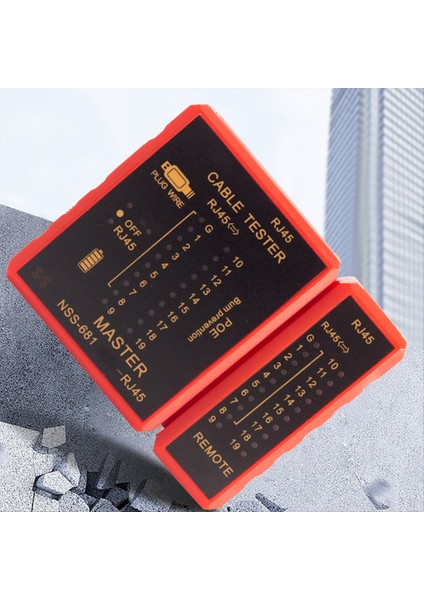 RJ45
CABLE TESTER
RJ45⇔
PLUG WIRE
G
1 10
2 11
3 12
4 13
5 14
6 15
7 16
8 17
9 18
19
OFF
RJ45
POE
Burn prevention
MASTER
NSS-681
RJ45
RJ45
RJ45⇔
G
1 10
2 11
3 12
4 13
5 14
6 15
7 16
8 17
9 18
19
REMOTE